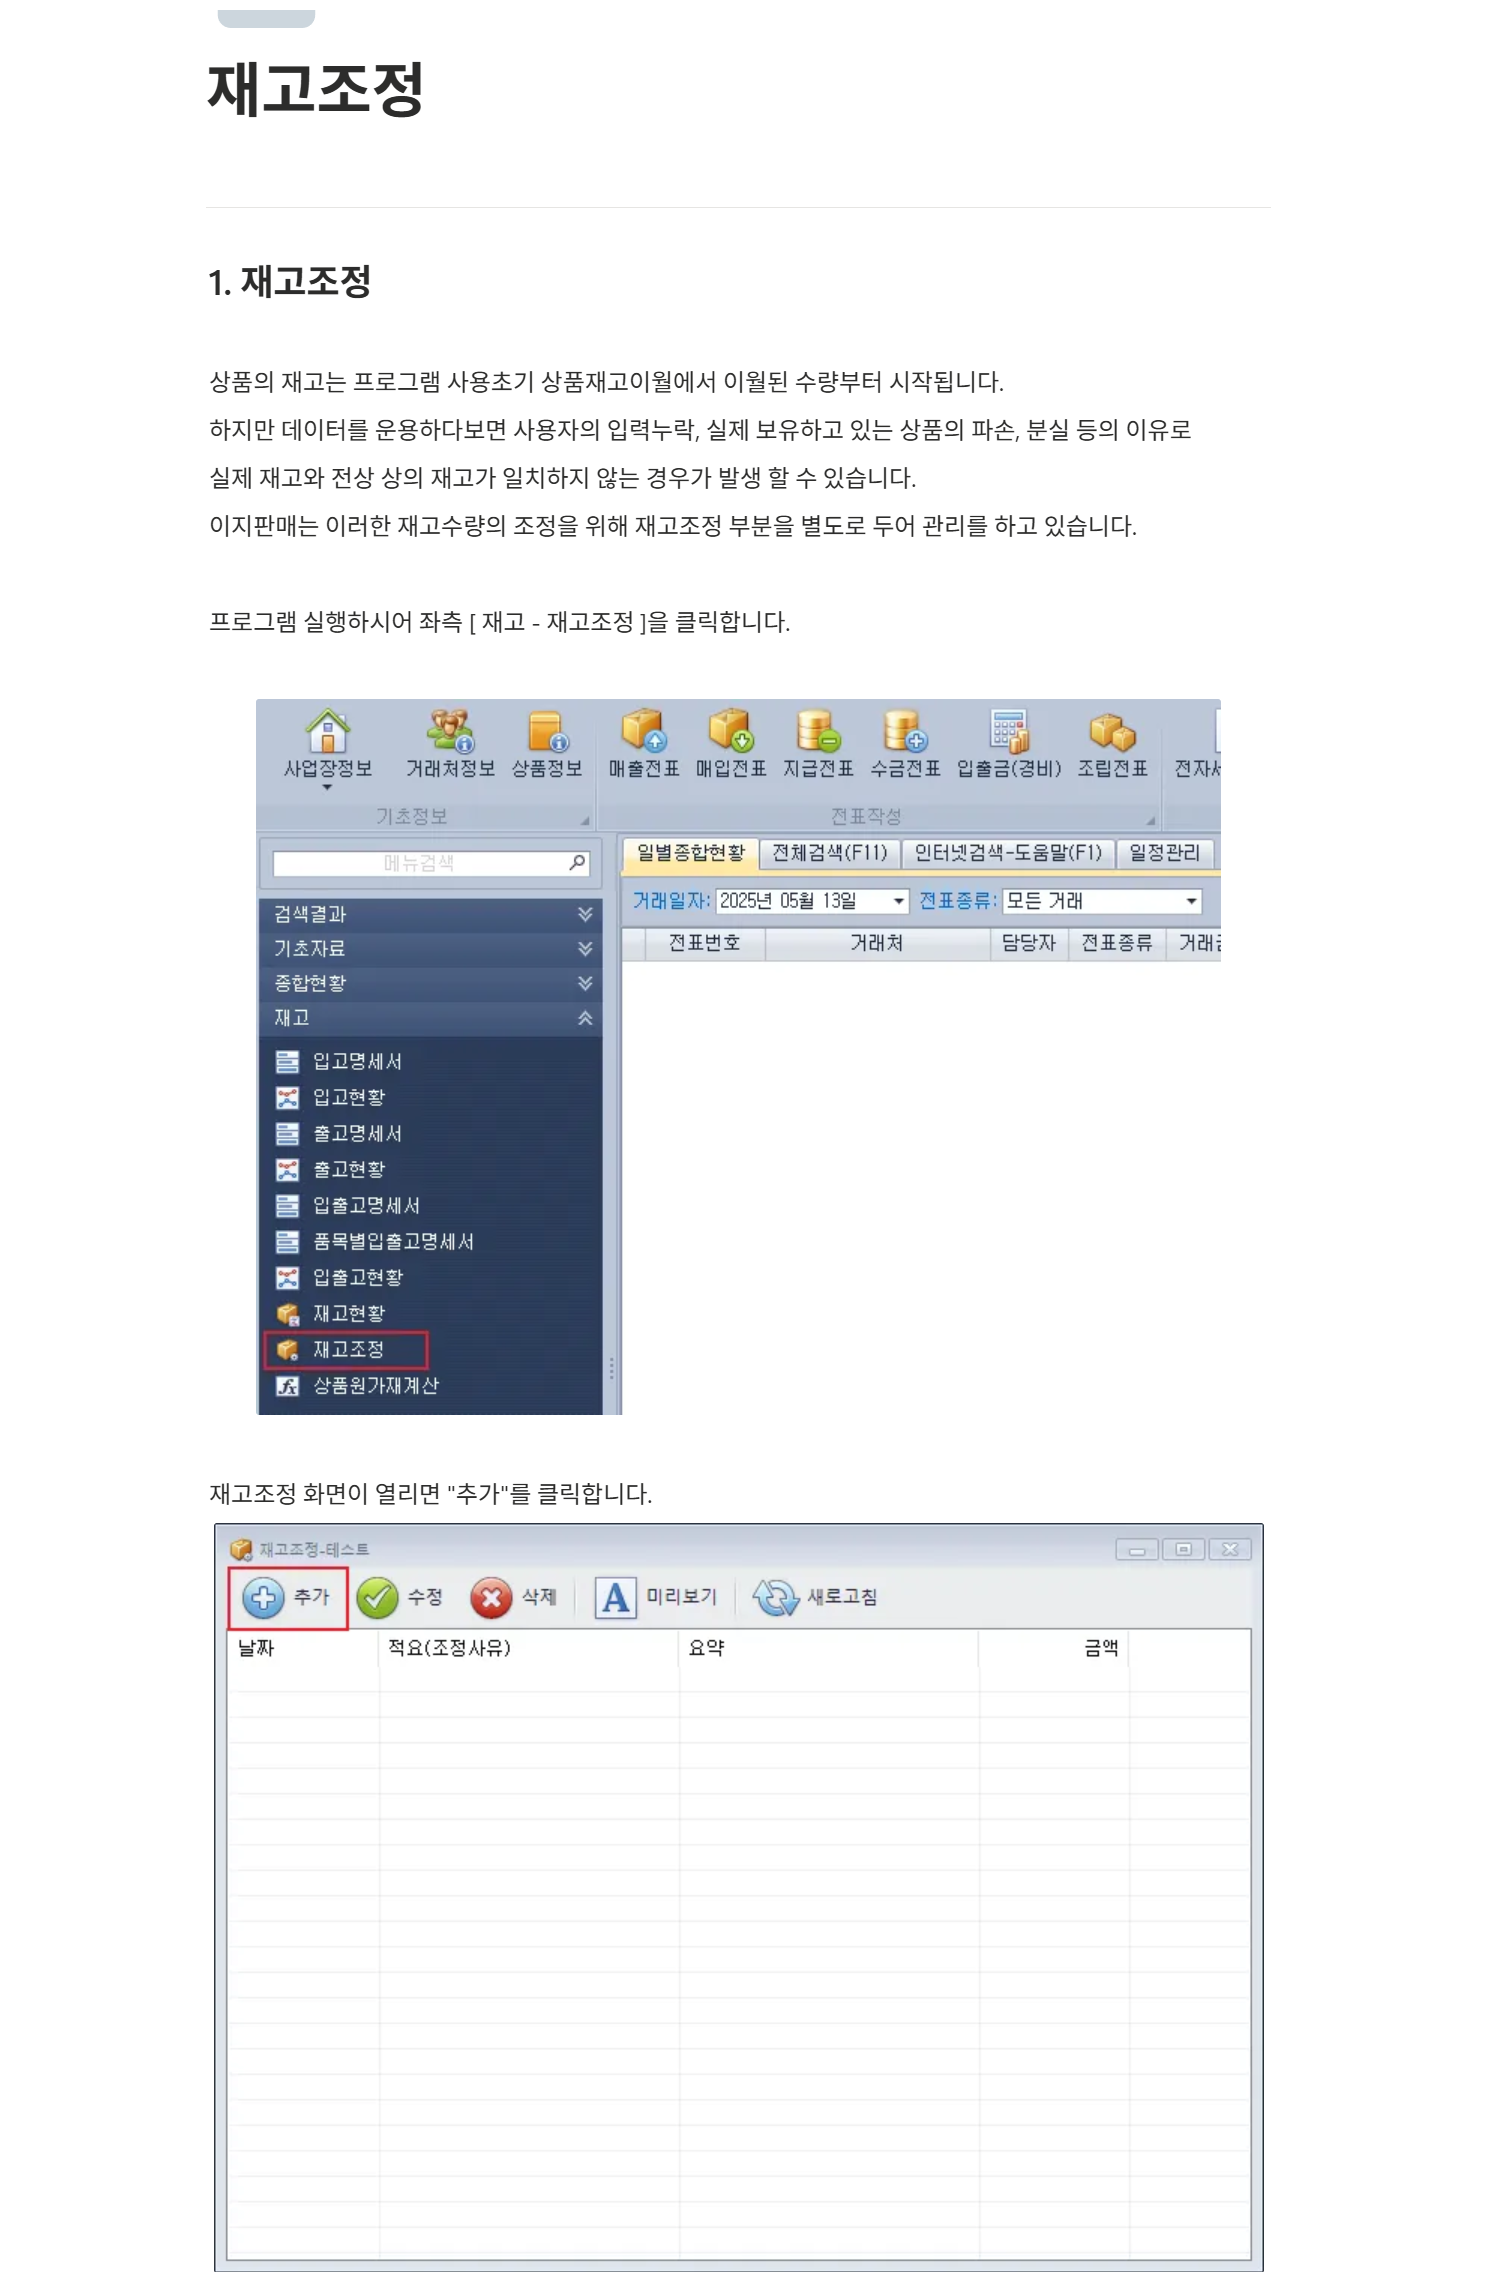 재고조정
1. 재고조정
상품의 재고는 프로그램 사용초기 상품재고이월에서 이월된 수량부터 시작됩니다.
하지만 데이터를 운용하다보면 사용자의 입력누락, 실제 보유하고 있는 상품의 파손, 분실 등의 이유로
실제 재고와 전상 상의 재고가 일치하지 않는 경우가 발생 할 수 있습니다.
이지판매는 이러한 재고수량의 조정을 위해 재고조정 부분을 별도로 두어 관리를 하고 있습니다.
프로그램 실행하시어 좌측 [ 재고 - 재고조정 ]을 클릭합니다.
사업장정보 거래처정보 상품정보 매출전표 매입전표 지급전표 수금전표 입출금(경비) 조립전표 전자
기초정보 전표작성
메뉴검색
일별종합현황 전체검색(F11) 인터넷검색-도움말(F1) 일정관리
거래일자: 2025년 05월 13일 전표종류: 모든 거래
전표번호 거래처 담당자 전표종류 거래
검색결과
기초자료
종합현황
재고
입고명세서
입고현황
출고명세서
출고현황
입출고명세서
품목별입출고명세서
입출고현황
재고현황
재고조정
fx 상품원가재계산
재고조정 화면이 열리면 "추가"를 클릭합니다.
재고조정-테스트
추가 수정 삭제 A 미리보기 새로고침
날짜 적요(조정사유) 요약 금액